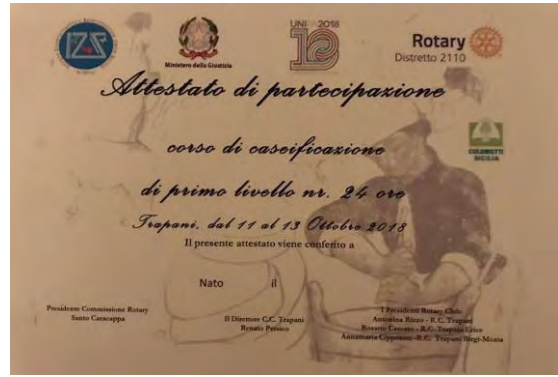 IZS
Ministero della Giustizia
UNI 2018
Rotary
Distretto 2110
Attestato di partecipazione
COLDIRETTI
SICILIA
corso di caseificazione
di primo livello nr. 24 ore
Trapani, dal 11 al 13 Ottobre 2018
Il presente attestato viene conferito a
Nato il
Presidente Commissione Rotary
Santo Caracappa
Il Direttore C.C. Trapani
Renato Persico
I Presidenti Rotary Club:
Antonina Rizzo - R.C. Trapani
Rosario - R.C. Trapani Erice
Annamaria - R.C. Trapani Birgi-Mozia